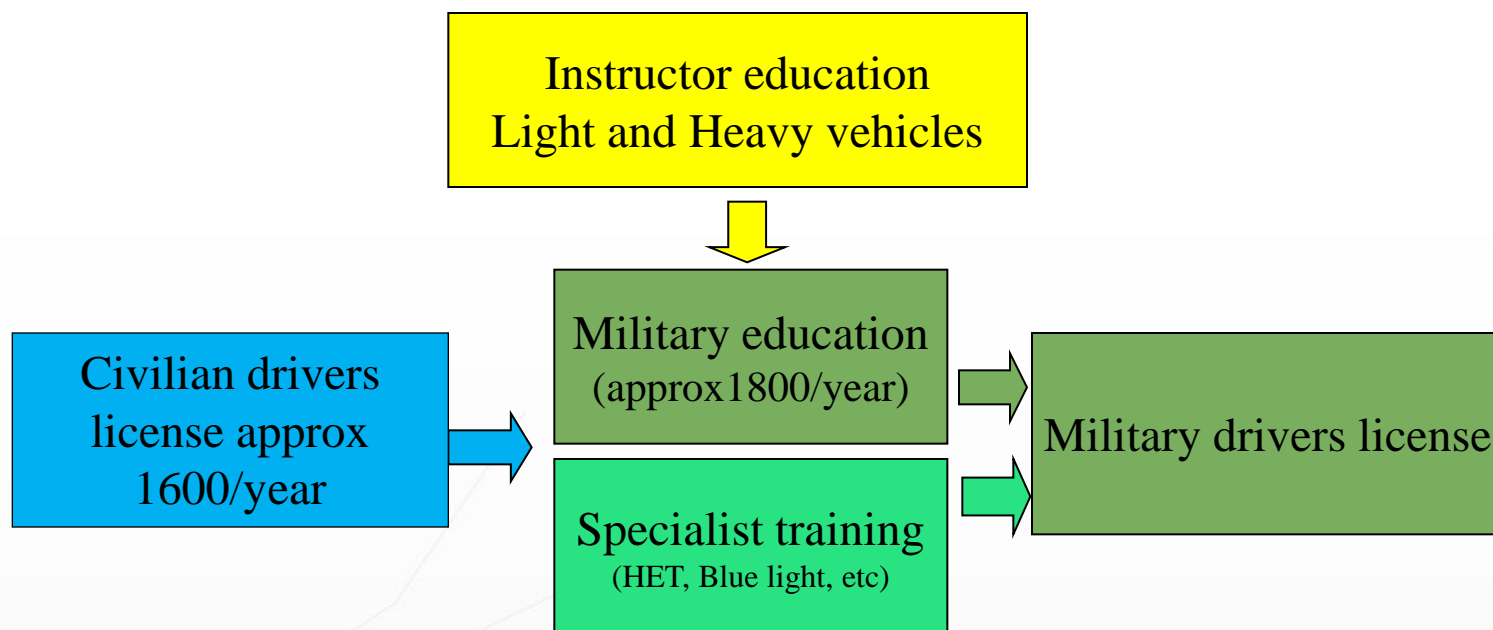 Instructor education
Light and Heavy vehicles
Civilian drivers
license approx
1600/year
Military education
(approx1800/year)
Specialist training
(HET, Blue light, etc)
Military drivers license